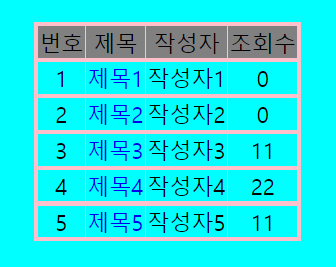 번호 제목 작성자 조회수
1 제목1 작성자1 0
2 제목2 작성자2 0
3 제목3 작성자3 11
4 제목4 작성자4 22
5 제목5 작성자5 11